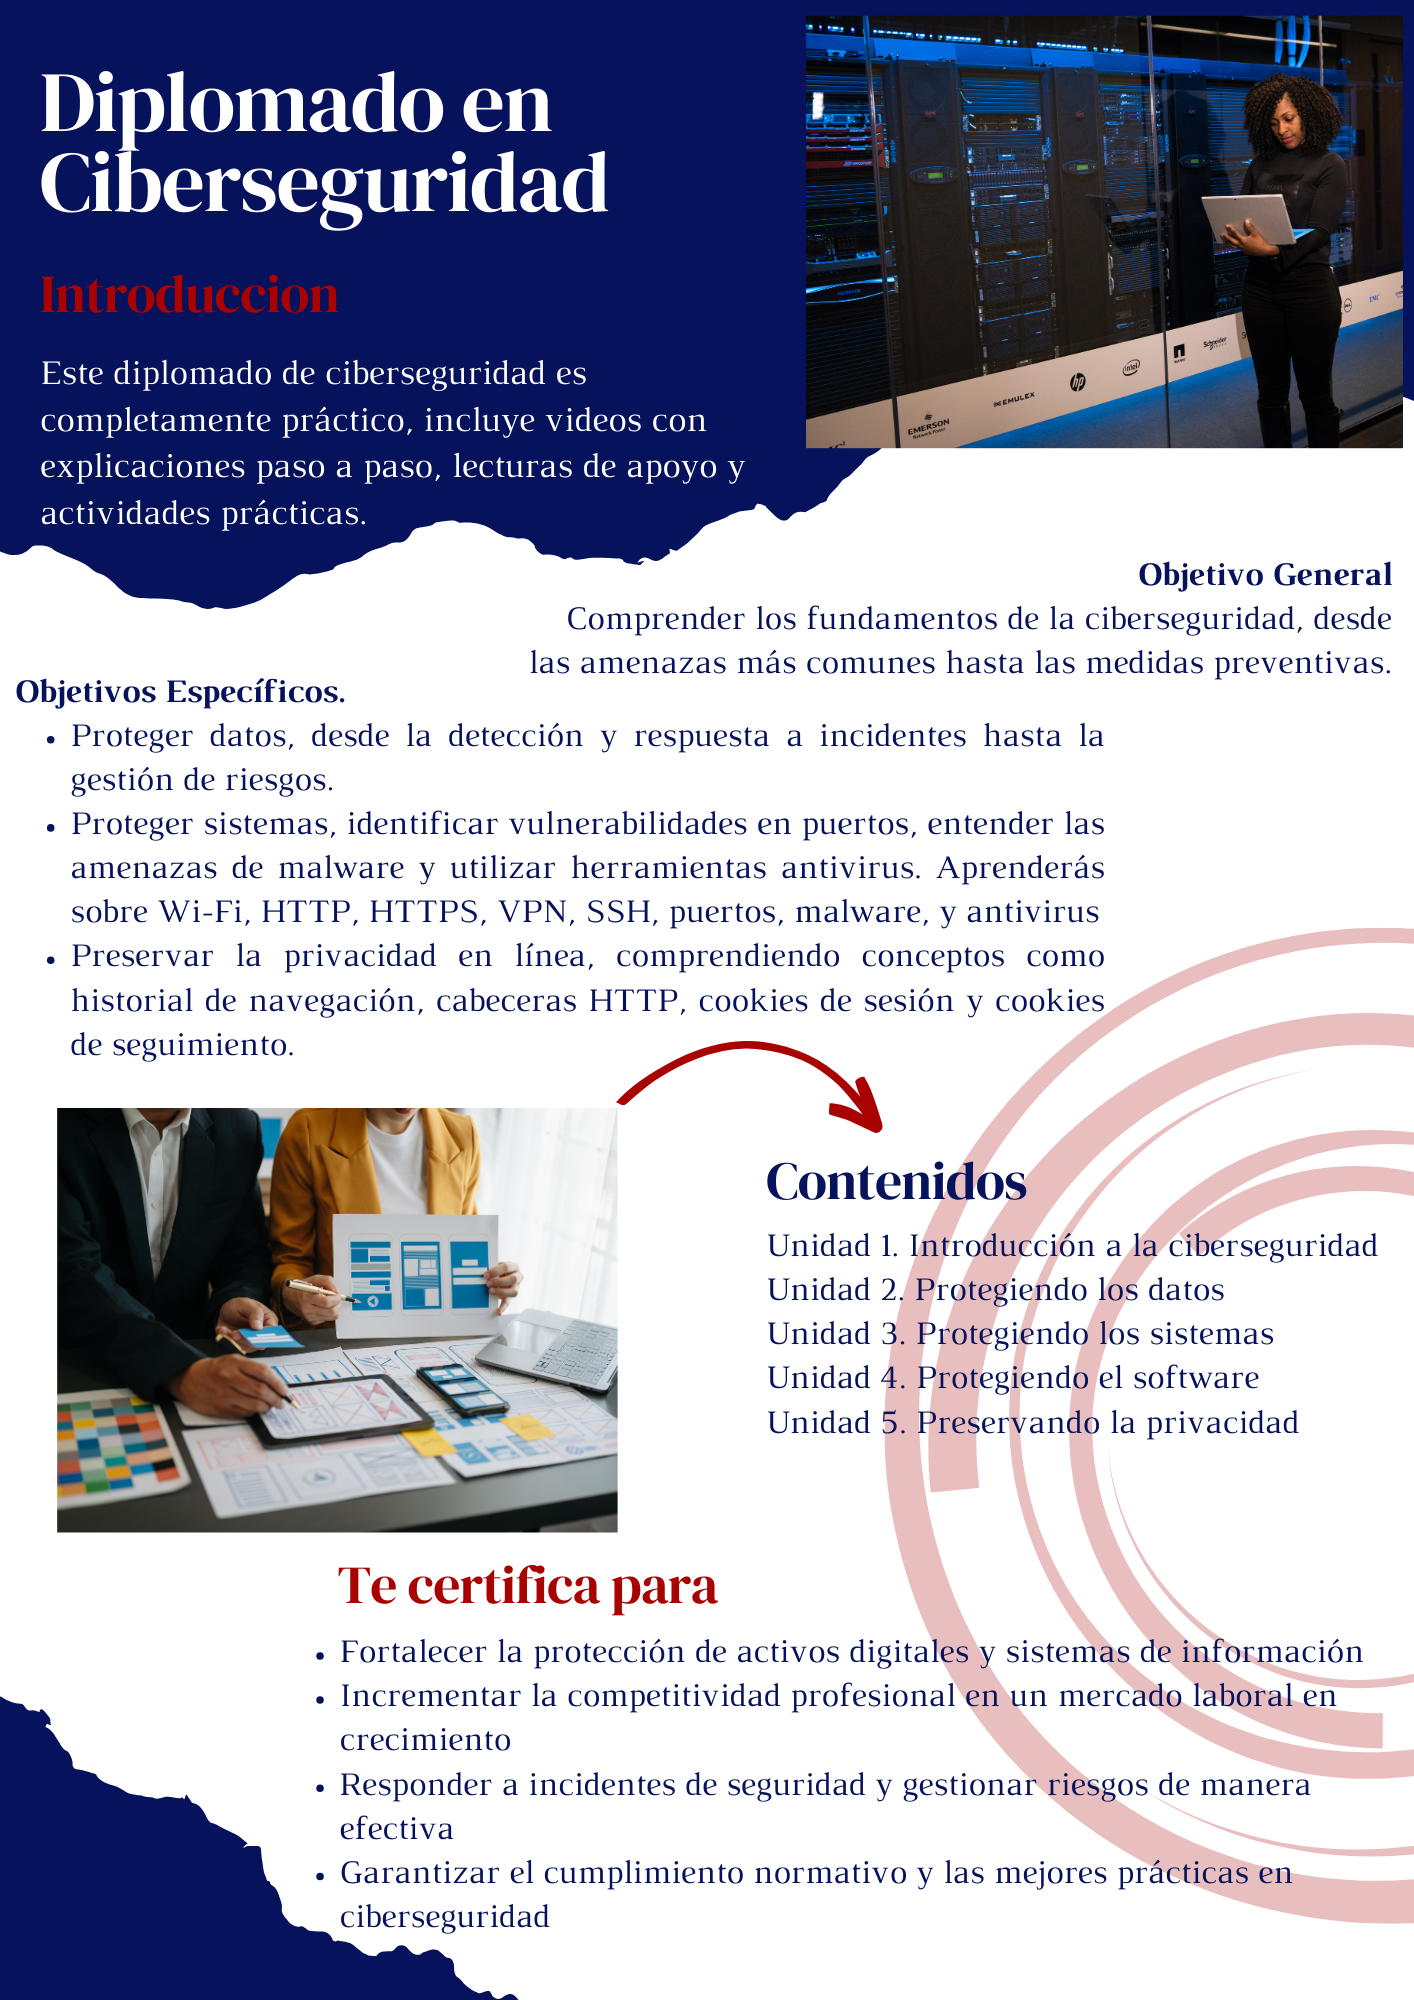 Diplomado en
Ciberseguridad
Introduccion
Este diplomado de ciberseguridad es
completamente práctico, incluye videos con
explicaciones paso a paso, lecturas de apoyo y
actividades prácticas.
EMERSON
Network Power
EMULEX
hp
intel
Schneider
EMC
Objetivo General
Comprender los fundamentos de la ciberseguridad, desde
las amenazas más comunes hasta las medidas preventivas.
Objetivos Específicos.
• Proteger datos, desde la detección y respuesta a incidentes hasta la
gestión de riesgos.
• Proteger sistemas, identificar vulnerabilidades en puertos, entender las
amenazas de malware y utilizar herramientas antivirus. Aprenderás
sobre Wi-Fi, HTTP, HTTPS, VPN, SSH, puertos, malware, y antivirus
• Preservar la privacidad en línea, comprendiendo conceptos como
historial de navegación, cabeceras HTTP, cookies de sesión y cookies
de seguimiento.
Contenidos
Unidad 1. Introducción a la ciberseguridad
Unidad 2. Protegiendo los datos
Unidad 3. Protegiendo los sistemas
Unidad 4. Protegiendo el software
Unidad 5. Preservando la privacidad
Te certifica para
• Fortalecer la protección de activos digitales y sistemas de información
• Incrementar la competitividad profesional en un mercado laboral en
crecimiento
• Responder a incidentes de seguridad y gestionar riesgos de manera
efectiva
• Garantizar el cumplimiento normativo y las mejores prácticas en
ciberseguridad